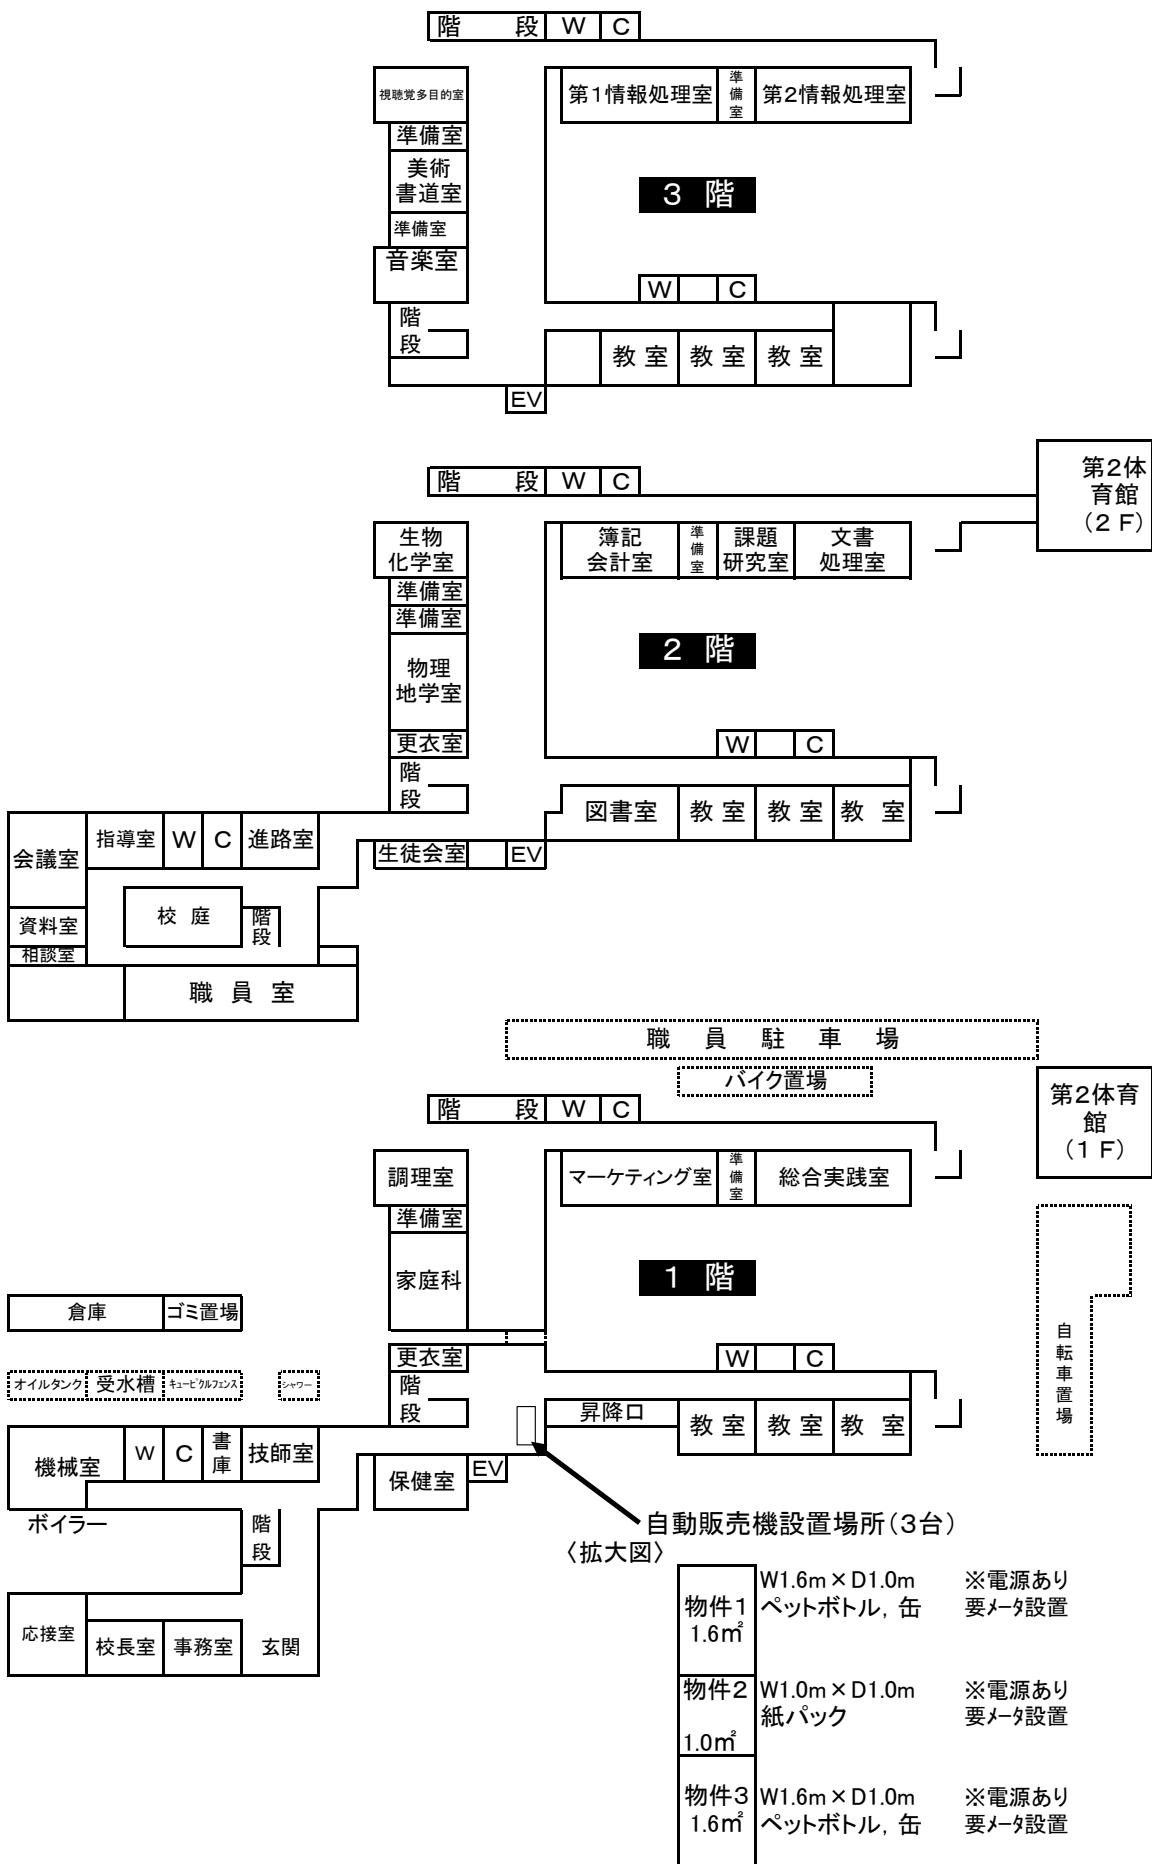 階　段 W C
視聴覚多目的室
第1情報処理室
準備室
第2情報処理室
準備室
美術
書道室
3 階
準備室
音楽室
W C
階段
教 室 教 室 教 室
EV
第2体
育館
(2 F)
階　段 W C
生物
化学室
簿記
会計室
準備室
課題
研究室
文書
処理室
準備室
準備室
2 階
物理
地学室
更衣室
W C
階段
図書室 教 室 教 室 教 室
会議室
指導室 W C 進路室
生徒会室 EV
資料室
校 庭
階段
相談室
職 員 室
職 員 駐 車 場
バイク置場
第2体育
館
(1 F)
階　段 W C
調理室
マーケティング室
準備室
総合実践室
準備室
家庭科
1 階
倉庫 ゴミ置場
自転車置場
更衣室
W C
オイルタンク 受水槽 キュービクルフェンス シャワー
階段
昇降口
教 室 教 室 教 室
機械室
W C 書庫 技師室
保健室 EV
ボイラー
階段
自動販売機設置場所(3台)
〈拡大図〉
物件1 W1.6m×D1.0m ※電源あり
1.6㎡ ペットボトル, 缶 要メータ設置
応接室 校長室 事務室 玄関
物件2 W1.0m×D1.0m ※電源あり
紙パック 要メータ設置
1.0㎡
物件3 W1.6m×D1.0m ※電源あり
1.6㎡ ペットボトル, 缶 要メータ設置